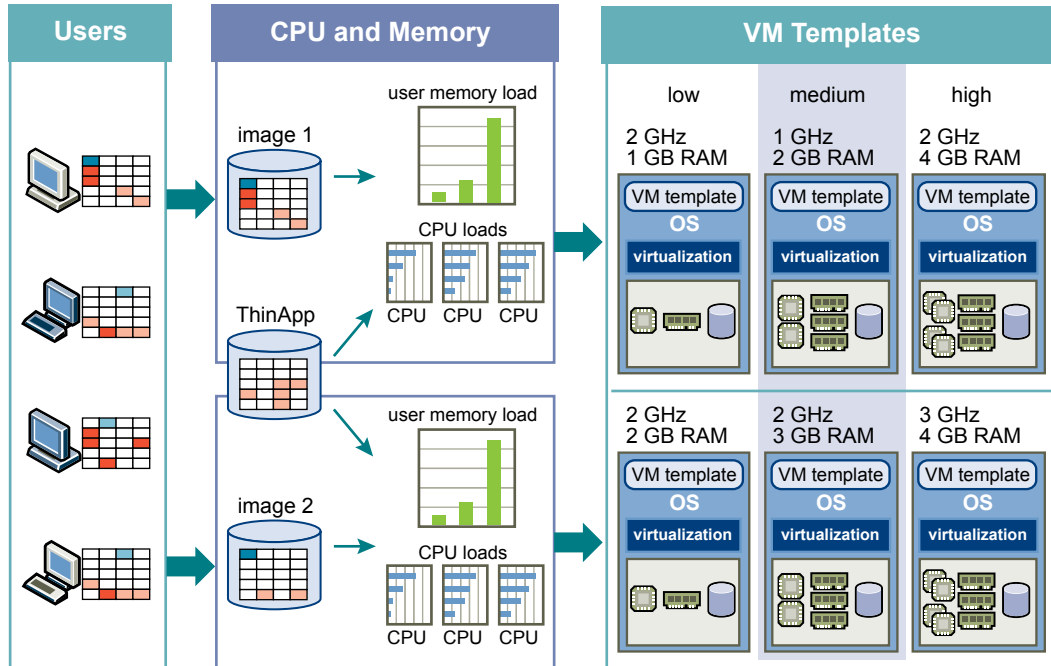 Users
CPU and Memory
VM Templates
image 1
user memory load
CPU loads
CPU CPU CPU
ThinApp
image 2
user memory load
CPU loads
CPU CPU CPU
low medium high
2 GHz 1 GHz 2 GHz
1 GB RAM 2 GB RAM 4 GB RAM
VM template VM template VM template
OS OS OS
virtualization virtualization virtualization
2 GHz 2 GHz 3 GHz
2 GB RAM 3 GB RAM 4 GB RAM
VM template VM template VM template
OS OS OS
virtualization virtualization virtualization